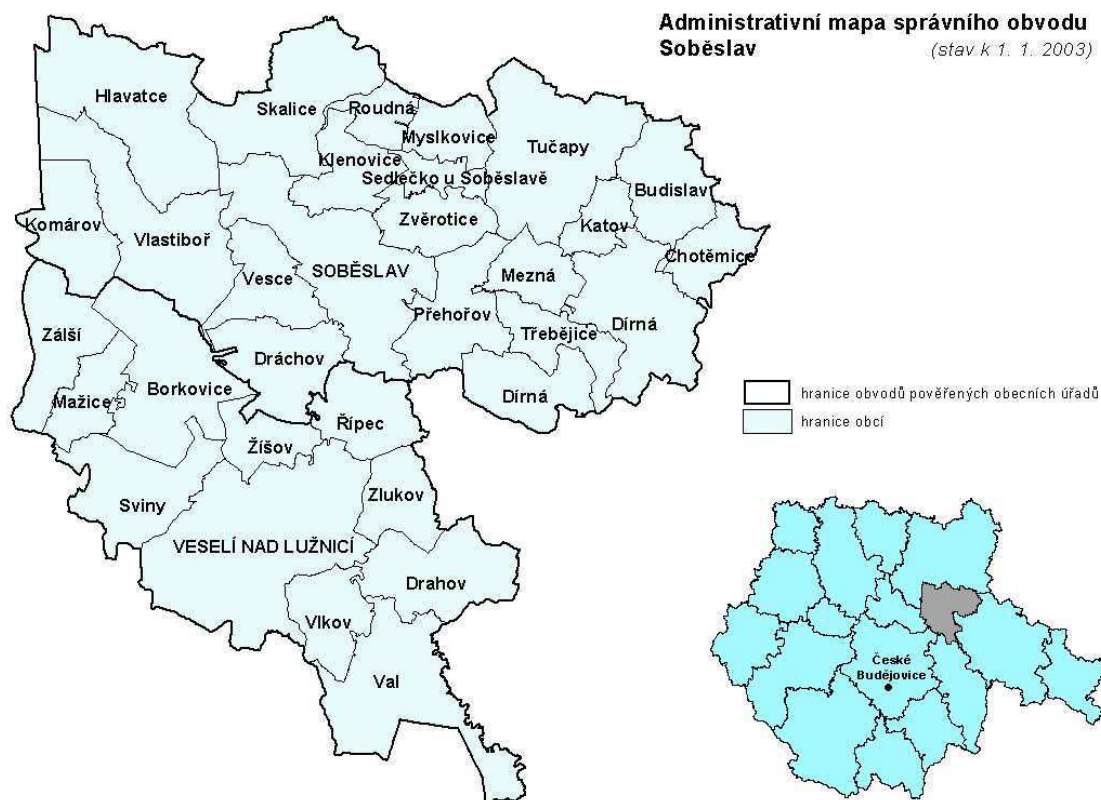 Administrativní mapa správního obvodu
Soběslav (stav k 1. 1. 2003)
Hlavatce
Skalice
Roudná
Myslkovice
Tučapy
Klenovice
Sedlečko u Soběslavě
Budislav
Komárov
Vlastiboř
Zvěrotice
Katov
Chotěmice
Vesce
SOBĚSLAV
Mezná
Přehořov
Třebějice
Dírná
Zálší
Dráchov
Borkovice
Mažice
Dírná
Řípec
Žíšov
Sviny
Zlukov
VESELÍ NAD LUŽNICÍ
Drahov
Vlkov
Val
hranice obvodů pověřených obecních úřadů
hranice obcí
České
Budějovice